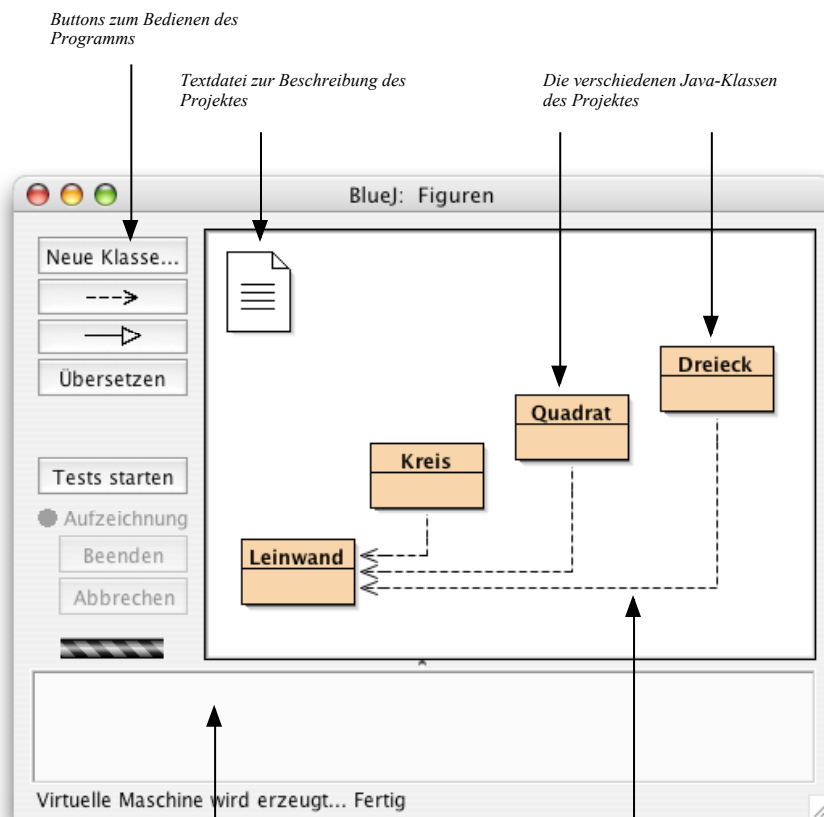 Buttons zum Bedienen des
Programms
Textdatei zur Beschreibung des
Projektes
Die verschiedenen Java-Klassen
des Projektes
BlueJ: Figuren
Neue Klasse...
Übersetzen
Tests starten
Aufzeichnung
Beenden
Abbrechen
Dreieck
Quadrat
Kreis
Leinwand
Virtuelle Maschine wird erzeugt... Fertig